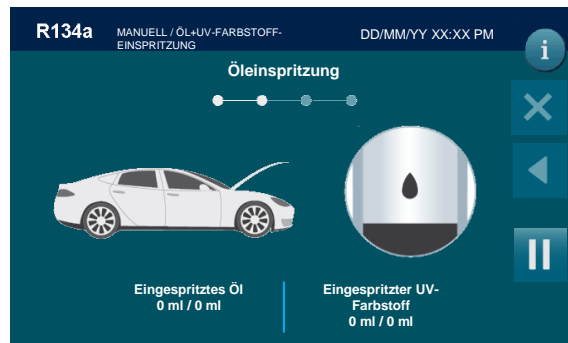 R134a
MANUELL / ÖL+UV-FARBSTOFF-
EINSPRITZUNG
DD/MM/YY XX:XX PM
i
Öleinspritzung
Eingespritztes Öl
0 ml / 0 ml
Eingespritzter UV-
Farbstoff
0 ml / 0 ml